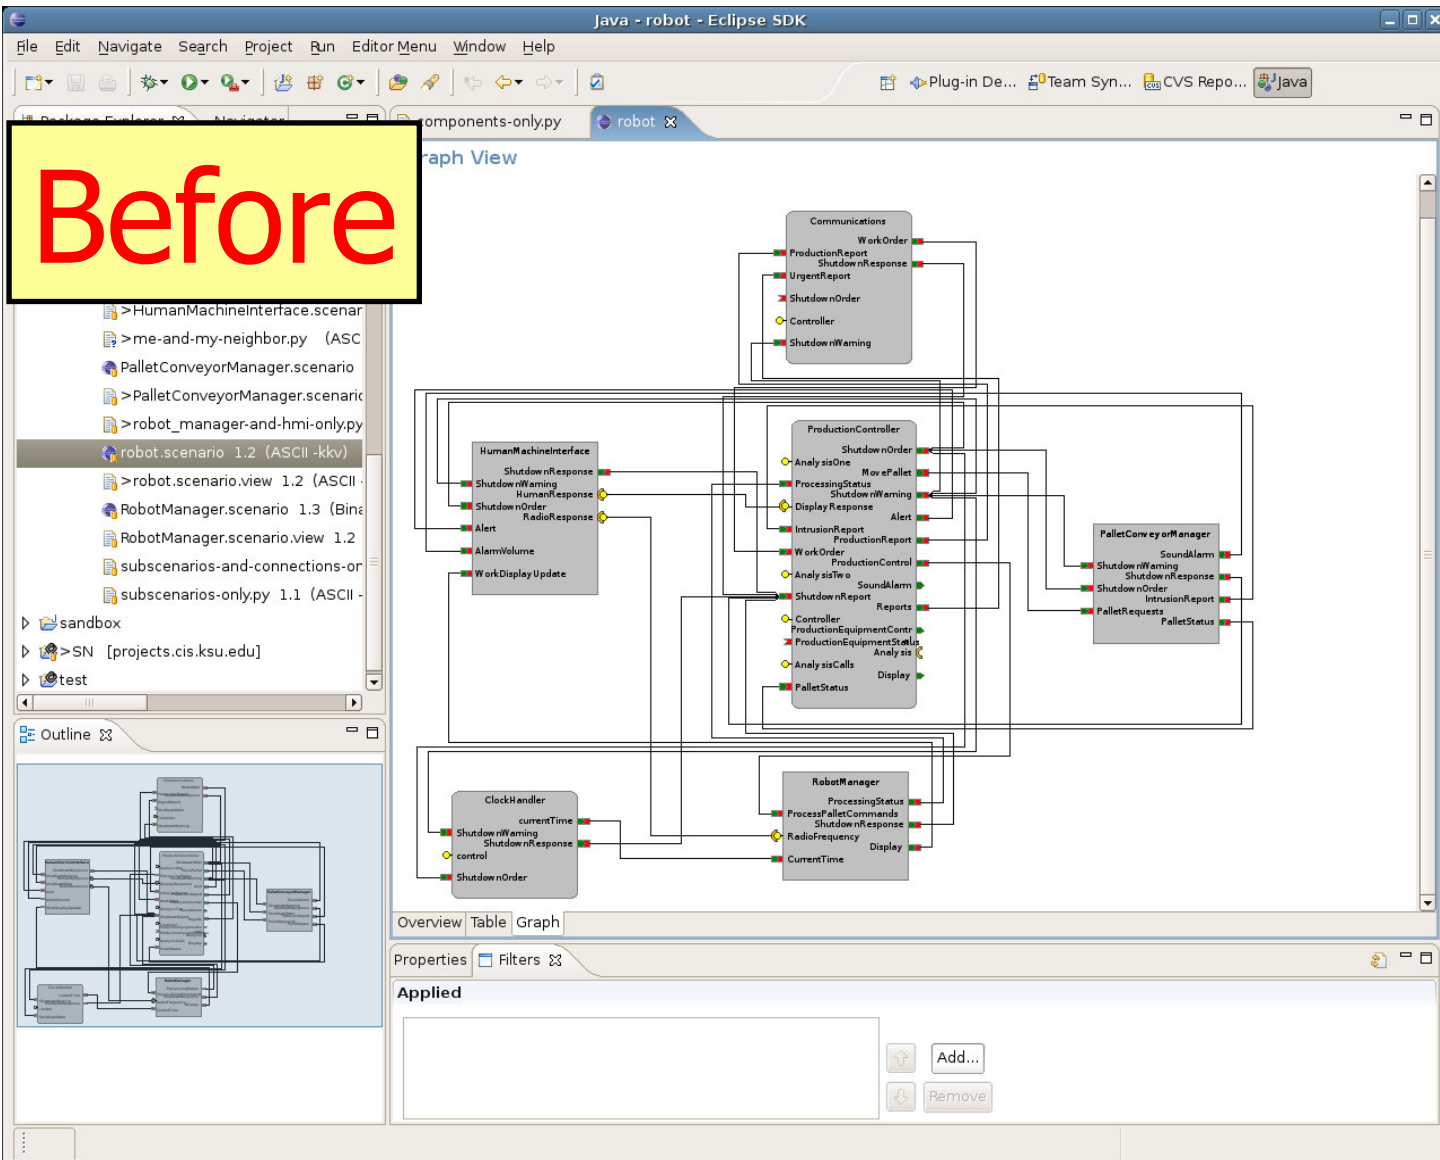 Java - robot - Eclipse SDK
File Edit Navigate Search Project Run Editor Menu Window Help
Plug-in De... Team Syn... CVS Repo... Java
components-only.py robot
Before
Graph View
>HumanMachineInterface.scenar
>me-and-my-neighbor.py (ASC
PalletConveyorManager.scenario
>PalletConveyorManager.scenaric
>robot_manager-and-hmi-only.py
robot.scenario 1.2 (ASCII -kkv)
>robot.scenario.view 1.2 (ASCII -
RobotManager.scenario 1.3 (Bina
RobotManager.scenario.view 1.2
subscenarios-and-connections-or
subscenarios-only.py 1.1 (ASCII -
sandbox
>SN [projects.cis.ksu.edu]
test
Outline
Communications
WorkOrder
ProductionReport
ShutdownResponse
UrgentReport
ShutdownOrder
Controller
ShutdownWarning
HumanMachineInterface
ShutdownResponse
ShutdownWarning
HumanResponse
ShutdownOrder
RadioResponse
Alert
AlarmVolume
WorkDisplayUpdate
ProductionController
ShutdownOrder
AnalysisOne
MovePallet
ProcessingStatus
ShutdownWarning
DisplayResponse
Alert
IntrusionReport
ProductionReport
WorkOrder
ProductionControl
AnalysisTwo
SoundAlarm
ShutdownReport
Reports
Controller
ProductionEquipmentContr
ProductionEquipmentStatus
Analysis
AnalysisCalls
Display
PalletStatus
PalletConveyorManager
SoundAlarm
ShutdownWarning
ShutdownResponse
ShutdownOrder
IntrusionReport
PalletRequests
PalletStatus
ClockHandler
currentTime
ShutdownWarning
ShutdownResponse
control
ShutdownOrder
RobotManager
ProcessingStatus
ProcessPalletCommands
ShutdownResponse
RadioFrequency
Display
CurrentTime
Overview Table Graph
Properties Filters
Applied
Add...
Remove